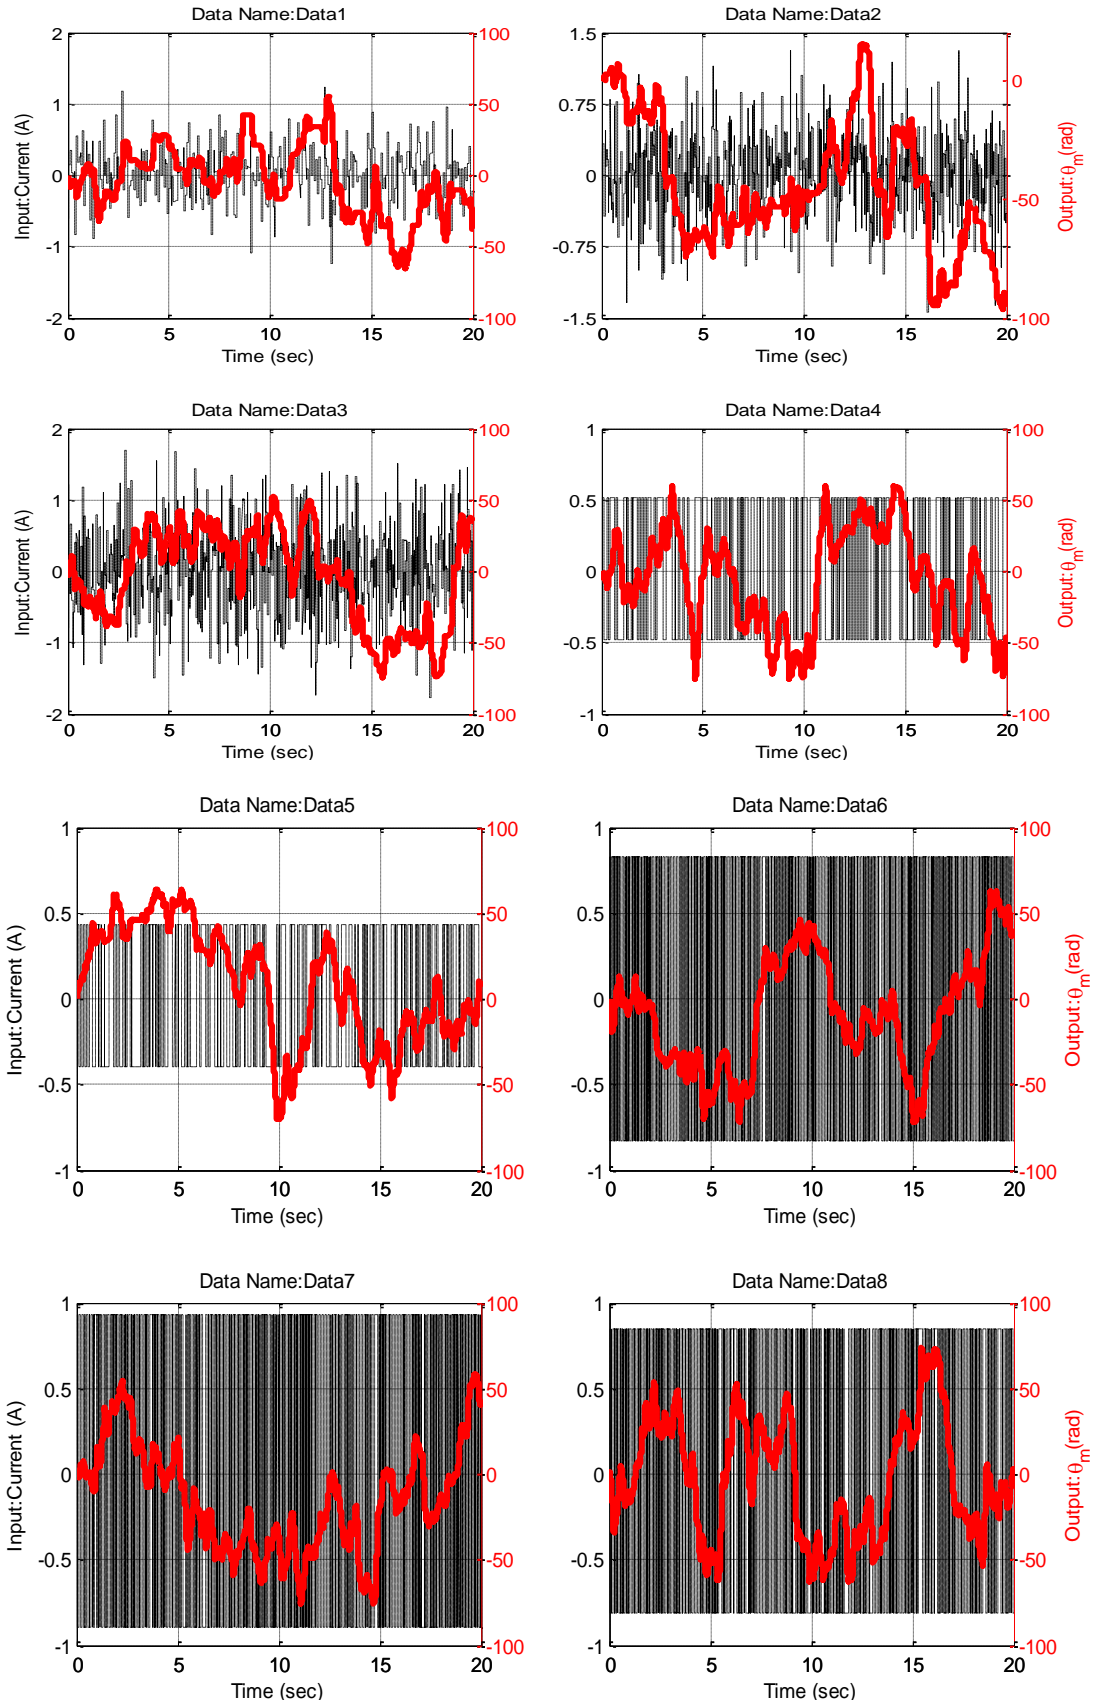 Data Name:Data1
2
1
0
-1
-2
100
50
0
-50
-100
0 5 10 15 20
Input:Current (A)
Time (sec)
Data Name:Data2
1.5
0.75
0
-0.75
-1.5
0
-50
-100
0 5 10 15 20
Output:θm(rad)
Time (sec)
Data Name:Data3
2
1
0
-1
-2
100
50
0
-50
-100
0 5 10 15 20
Input:Current (A)
Time (sec)
Data Name:Data4
1
0.5
0
-0.5
-1
100
50
0
-50
-100
0 5 10 15 20
Output:θm(rad)
Time (sec)
Data Name:Data5
1
0.5
0
-0.5
-1
100
50
0
-50
-100
0 5 10 15 20
Input:Current (A)
Time (sec)
Data Name:Data6
1
0.5
0
-0.5
-1
100
50
0
-50
-100
0 5 10 15 20
Output:θm(rad)
Time (sec)
Data Name:Data7
1
0.5
0
-0.5
-1
100
50
0
-50
-100
0 5 10 15 20
Input:Current (A)
Time (sec)
Data Name:Data8
1
0.5
0
-0.5
-1
100
50
0
-50
-100
0 5 10 15 20
Output:θm(rad)
Time (sec)